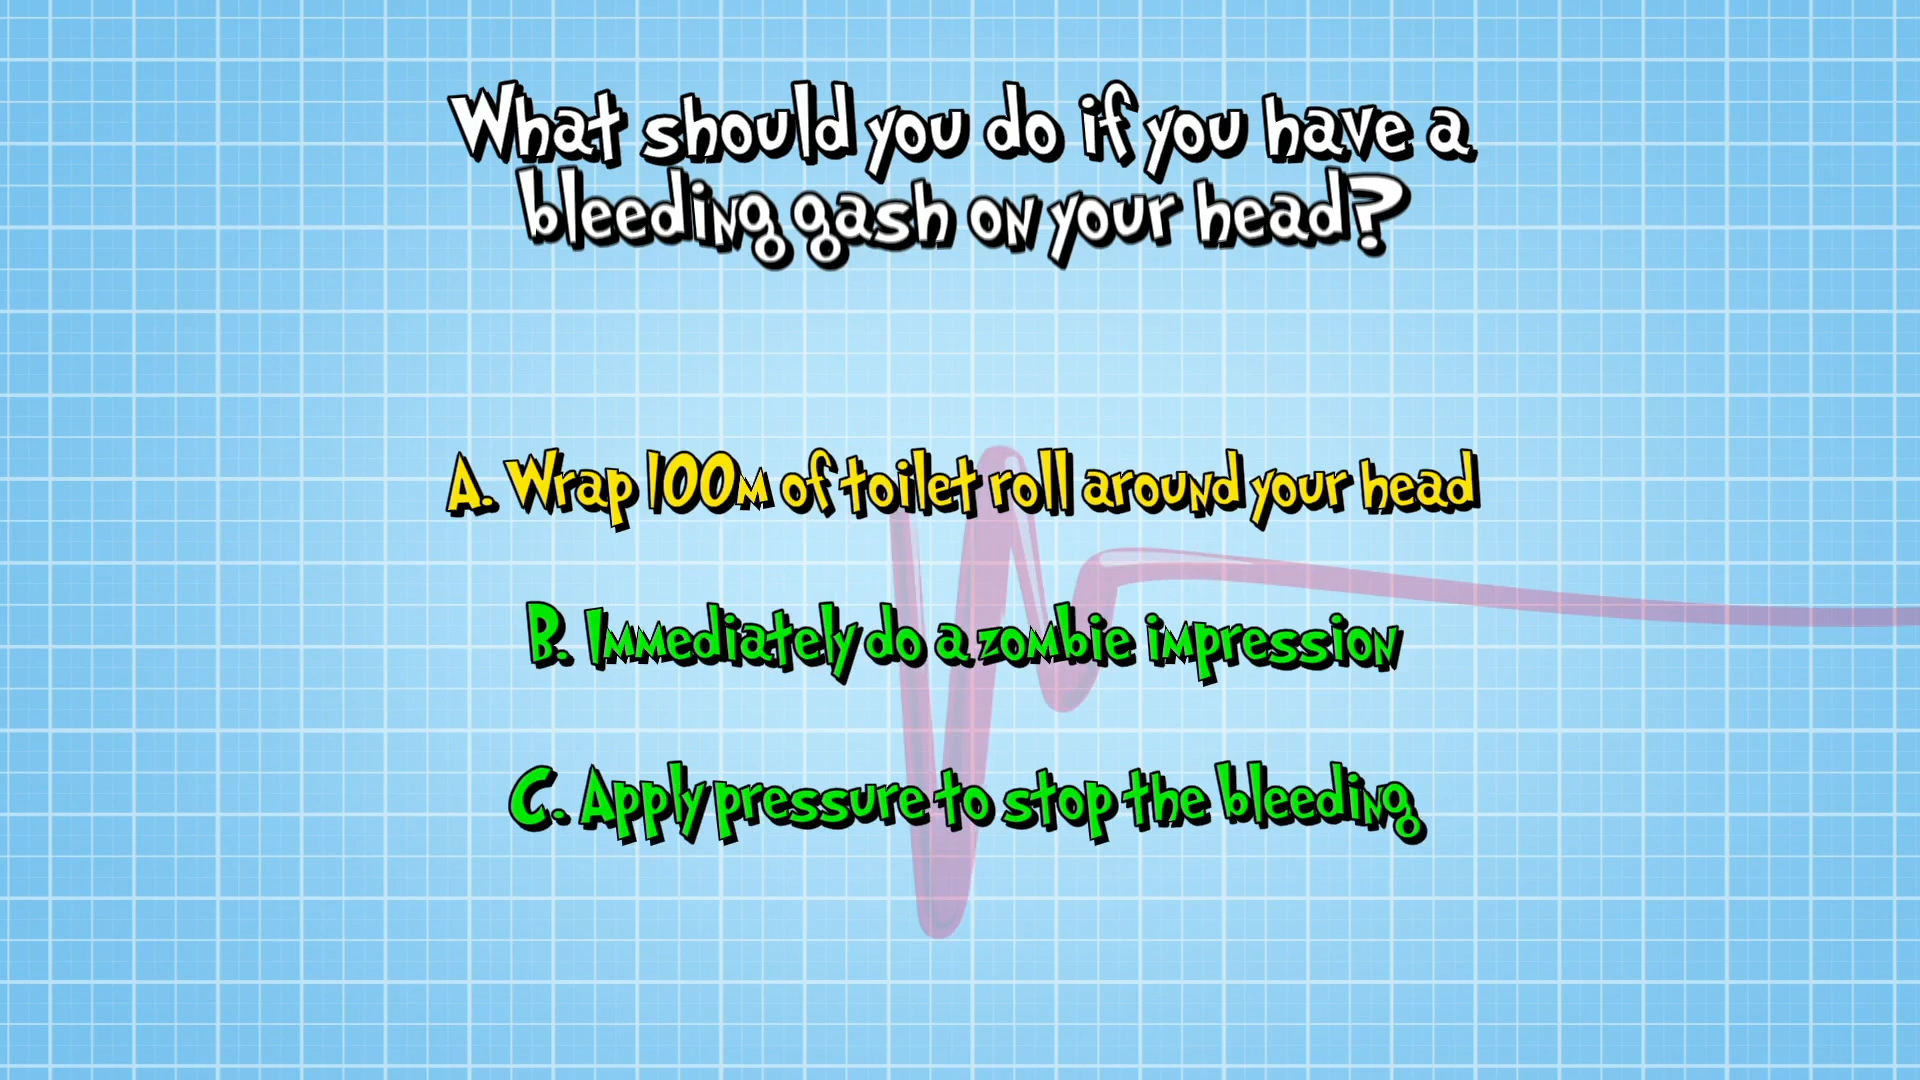 What should you do if you have a
bleeding gash on your head?
A. Wrap 100m of toilet roll around your head
B. Immediately do a zombie impression
C. Apply pressure to stop the bleeding